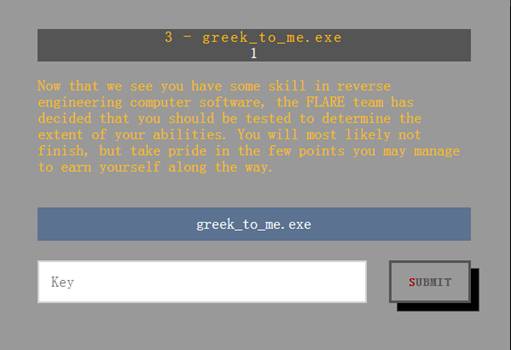 3 - greek_to_me.exe
1
Now that we see you have some skill in reverse
engineering computer software, the FLARE team has
decided that you should be tested to determine the
extent of your abilities. You will most likely not
finish, but take pride in the few points you may manage
to earn yourself along the way.
greek_to_me.exe
Key
SUBMIT